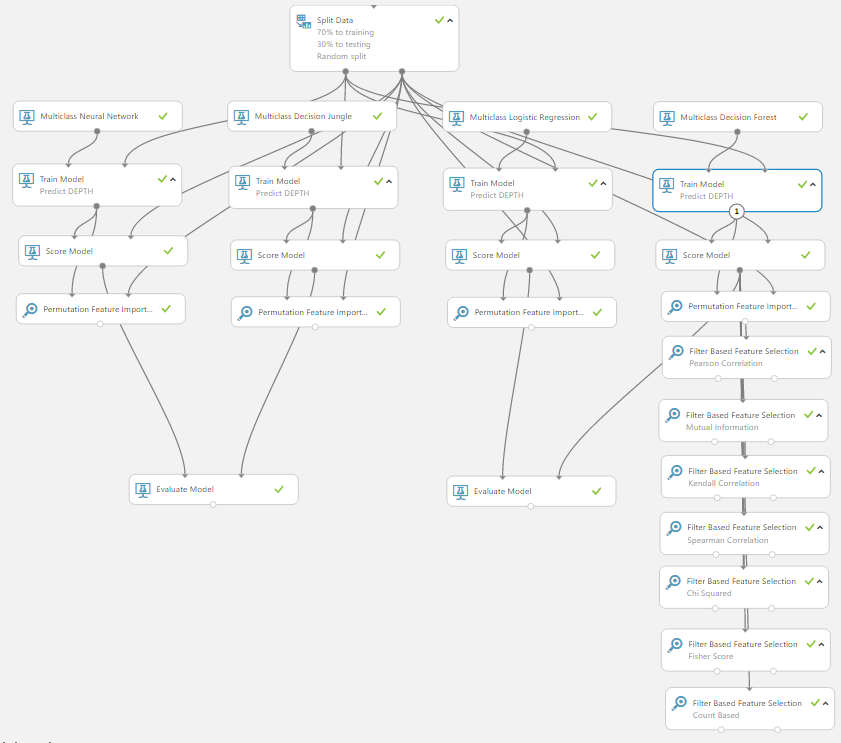 Split Data
70% to training
30% to testing
Random split
Multiclass Neural Network
Multiclass Decision Jungle
Multiclass Logistic Regression
Multiclass Decision Forest
Train Model
Predict DEPTH
Train Model
Predict DEPTH
Train Model
Predict DEPTH
Train Model
Predict DEPTH
1
Score Model
Score Model
Score Model
Score Model
Permutation Feature Import...
Permutation Feature Import...
Permutation Feature Import...
Permutation Feature Import...
Filter Based Feature Selection
Pearson Correlation
Filter Based Feature Selection
Mutual Information
Filter Based Feature Selection
Kendall Correlation
Evaluate Model
Evaluate Model
Filter Based Feature Selection
Spearman Correlation
Filter Based Feature Selection
Chi Squared
Filter Based Feature Selection
Fisher Score
Filter Based Feature Selection
Count Based